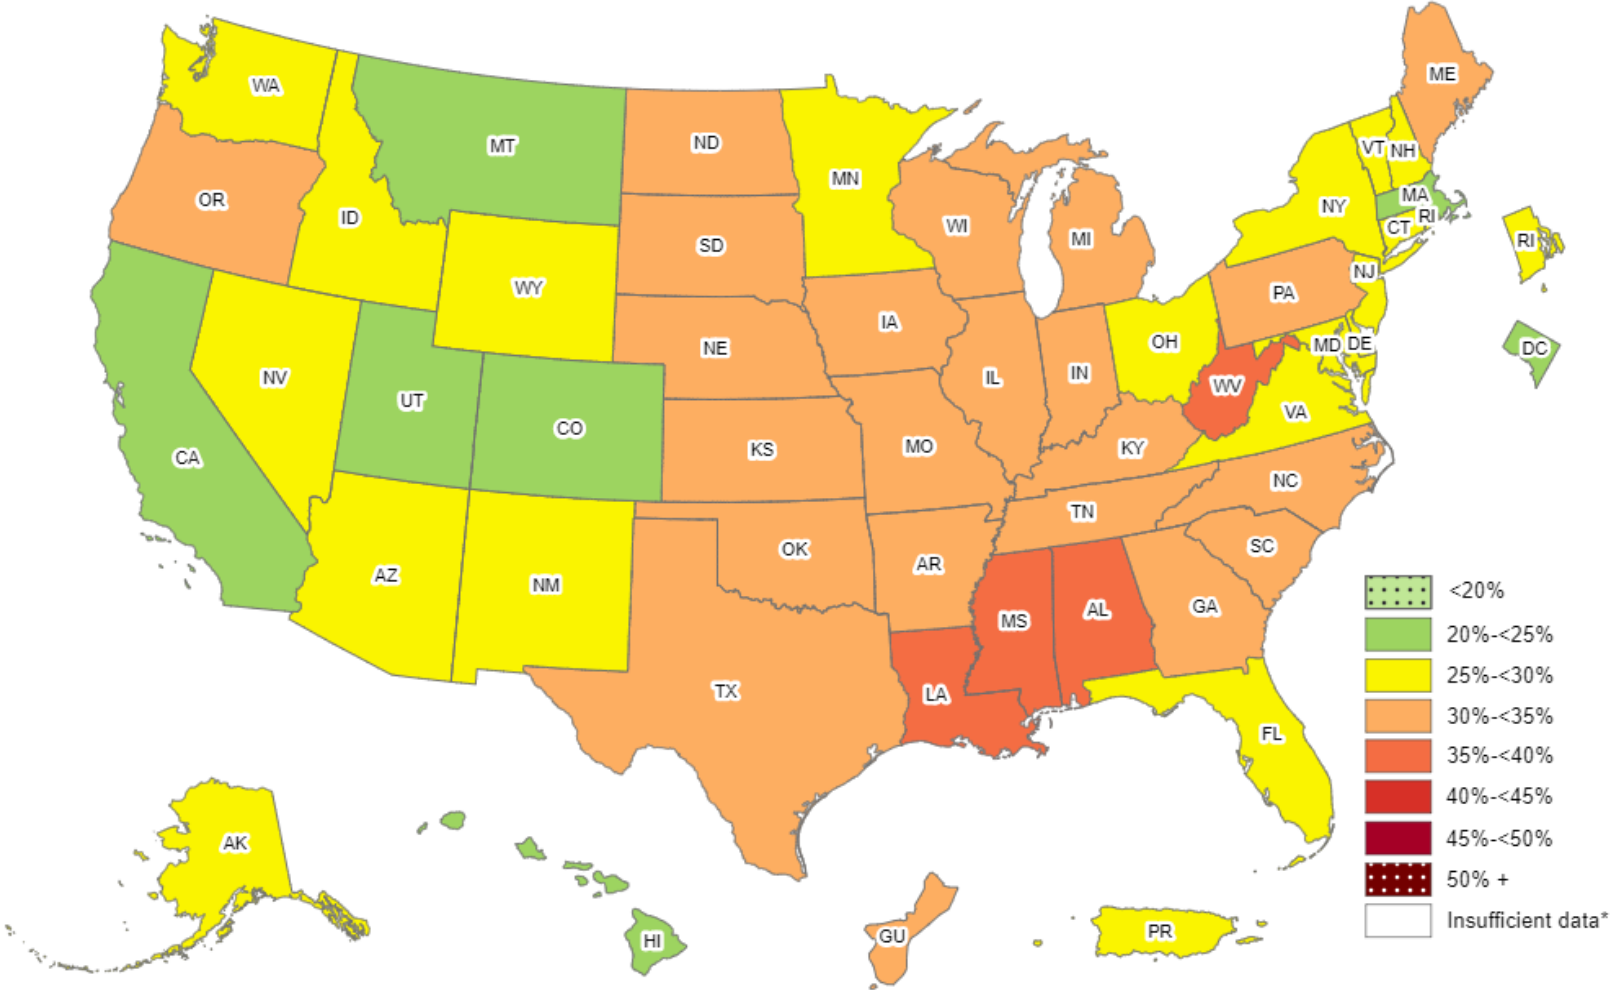 ME
WA
MT
ND
VT
NH
MN
OR
MA
NY
ID
RI
WI
CT
MI
SD
RI
NJ
WY
PA
IA
OH
MD
DE
NE
DC
NV
IL
IN
WV
UT
VA
CO
KY
CA
KS
MO
NC
TN
SC
OK
AR
AZ
NM
<20%
GA
AL
MS
20%-<25%
25%-<30%
TX
LA
30%-<35%
FL
35%-<40%
40%-<45%
45%-<50%
AK
50% +
Insufficient data*
PR
GU
HI